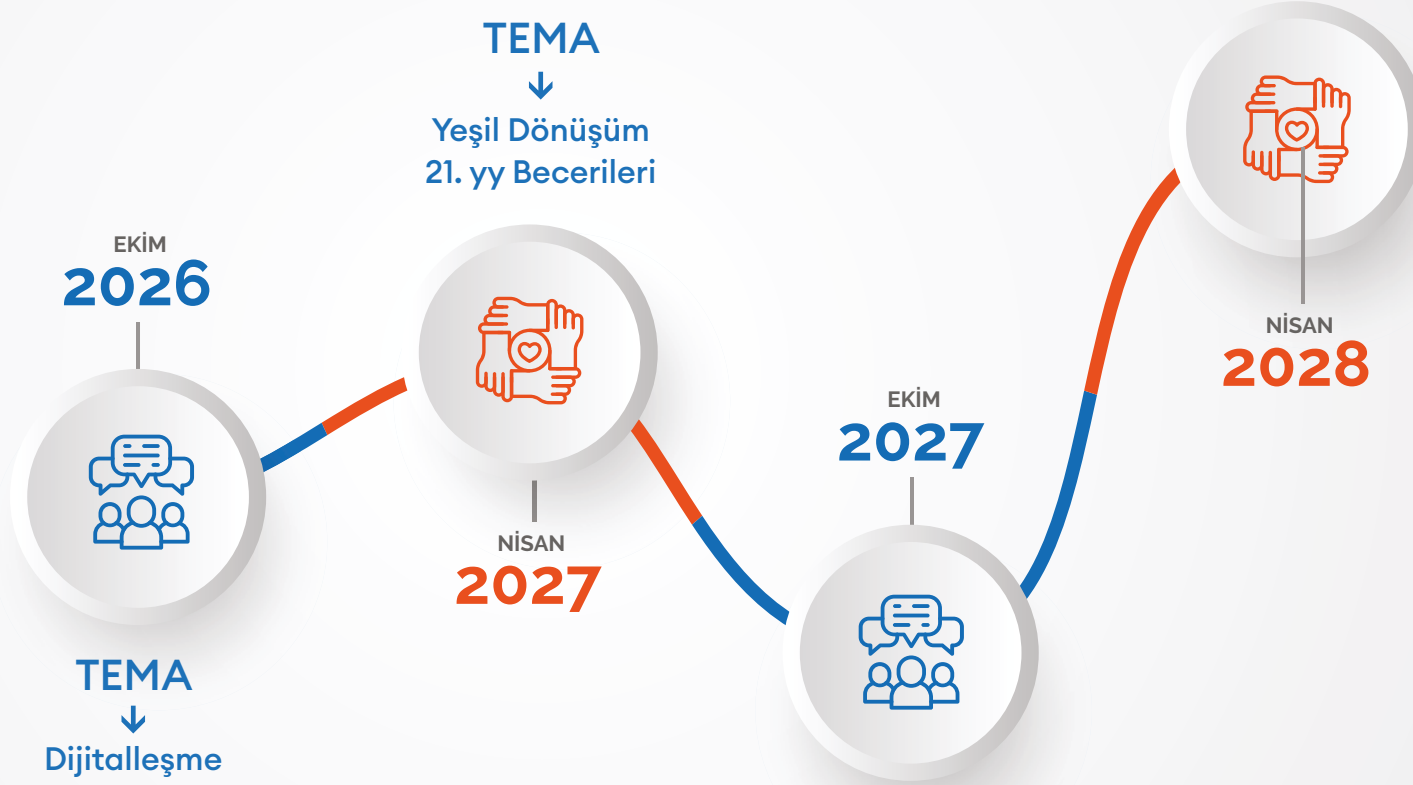 EKİM
2026
TEMA
Dijitalleşme
TEMA
Yeşil Dönüşüm
21. yy Becerileri
NİSAN
2027
EKİM
2027
NİSAN
2028